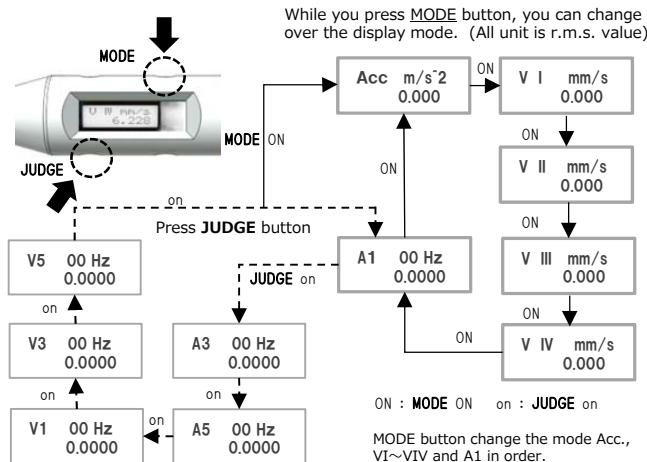 While you press MODE button, you can change
over the display mode. (All unit is r.m.s. value)
MODE
V IV mm/s
6.228
JUDGE
Acc m/s^2
0.000
ON
V I mm/s
0.000
ON
V II mm/s
0.000
ON
V III mm/s
0.000
ON
V IV mm/s
0.000
ON
A1 00 Hz
0.0000
ON
MODE ON
on
Press JUDGE button
JUDGE on
A3 00 Hz
0.0000
on
A5 00 Hz
0.0000
on
V1 00 Hz
0.0000
on
V3 00 Hz
0.0000
on
V5 00 Hz
0.0000
ON : MODE ON on : JUDGE on
MODE button change the mode Acc.,
VI~VIV and A1 in order.